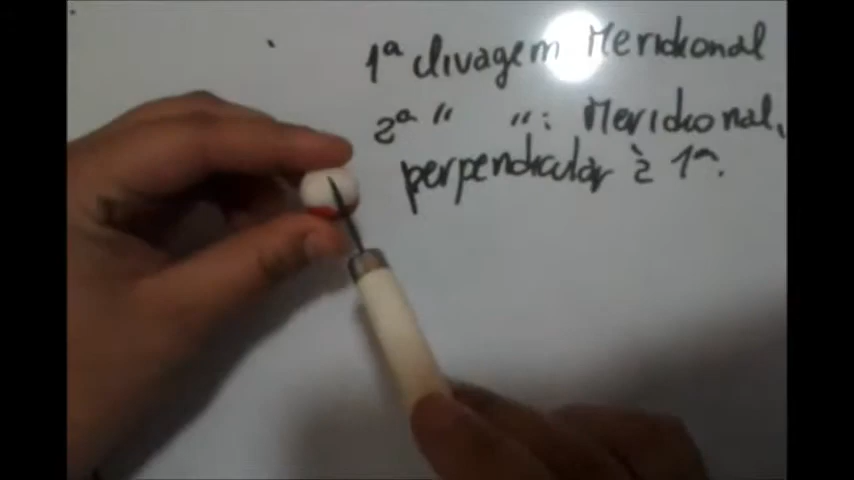 1ª clivagem Meridional
2ª " ": Meridional,
perpendicular à 1ª.